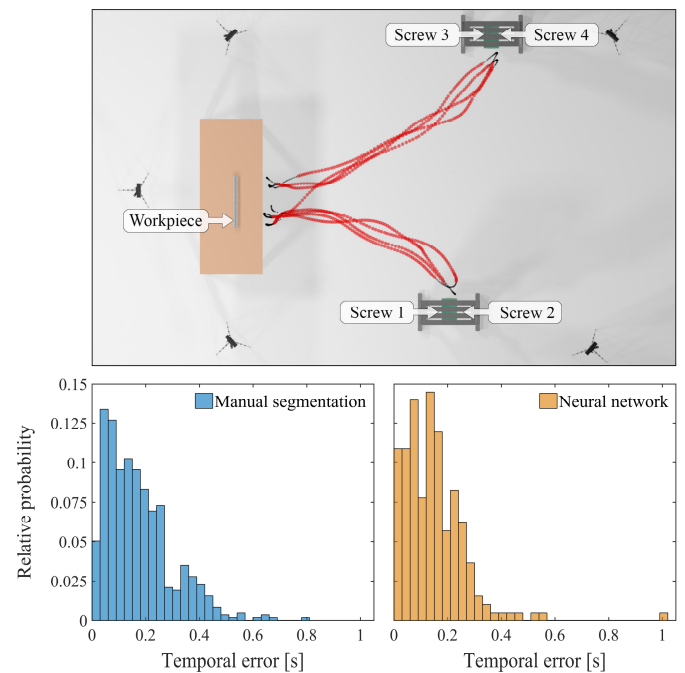 Screw 3
Screw 4
Workpiece
Screw 1
Screw 2
0.15
0.125
0.1
0.075
0.05
0.025
0
Relative probability
Manual segmentation
0
0.2
0.4
0.6
0.8
1
Temporal error [s]
Neural network
0
0.2
0.4
0.6
0.8
1
Temporal error [s]